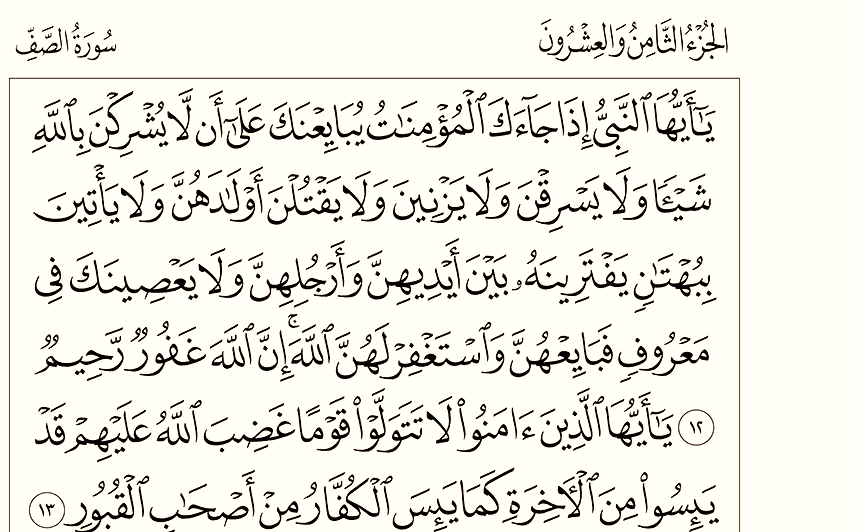 الجُزْءُ الثَّامِنُ وَالعِشْرُونَ
سُورَةُ الصَّفِّ
يَـٰٓأَيُّهَا ٱلنَّبِىُّ إِذَا جَآءَكَ ٱلْمُؤْمِنَـٰتُ يُبَايِعْنَكَ عَلَىٰٓ أَن لَّا يُشْرِكْنَ بِٱللَّهِ
شَيْـًٔا وَلَا يَسْرِقْنَ وَلَا يَزْنِينَ وَلَا يَقْتُلْنَ أَوْلَـٰدَهُنَّ وَلَا يَأْتِينَ
بِبُهْتَـٰنٍ يَفْتَرِينَهُۥ بَيْنَ أَيْدِيهِنَّ وَأَرْجُلِهِنَّ وَلَا يَعْصِينَكَ فِى
مَعْرُوفٍ فَبَايِعْهُنَّ وَٱسْتَغْفِرْ لَهُنَّ ٱللَّهَ ۚ إِنَّ ٱللَّهَ غَفُورٌ رَّحِيمٌ
١٢ يَـٰٓأَيُّهَا ٱلَّذِينَ ءَامَنُوا۟ لَا تَتَوَلَّوْا۟ قَوْمًا غَضِبَ ٱللَّهُ عَلَيْهِمْ قَدْ
يَئِسُوا۟ مِنَ ٱلْـَٔاخِرَةِ كَمَا يَئِسَ ٱلْكُفَّارُ مِنْ أَصْحَـٰبِ ٱلْقُبُورِ ١٣